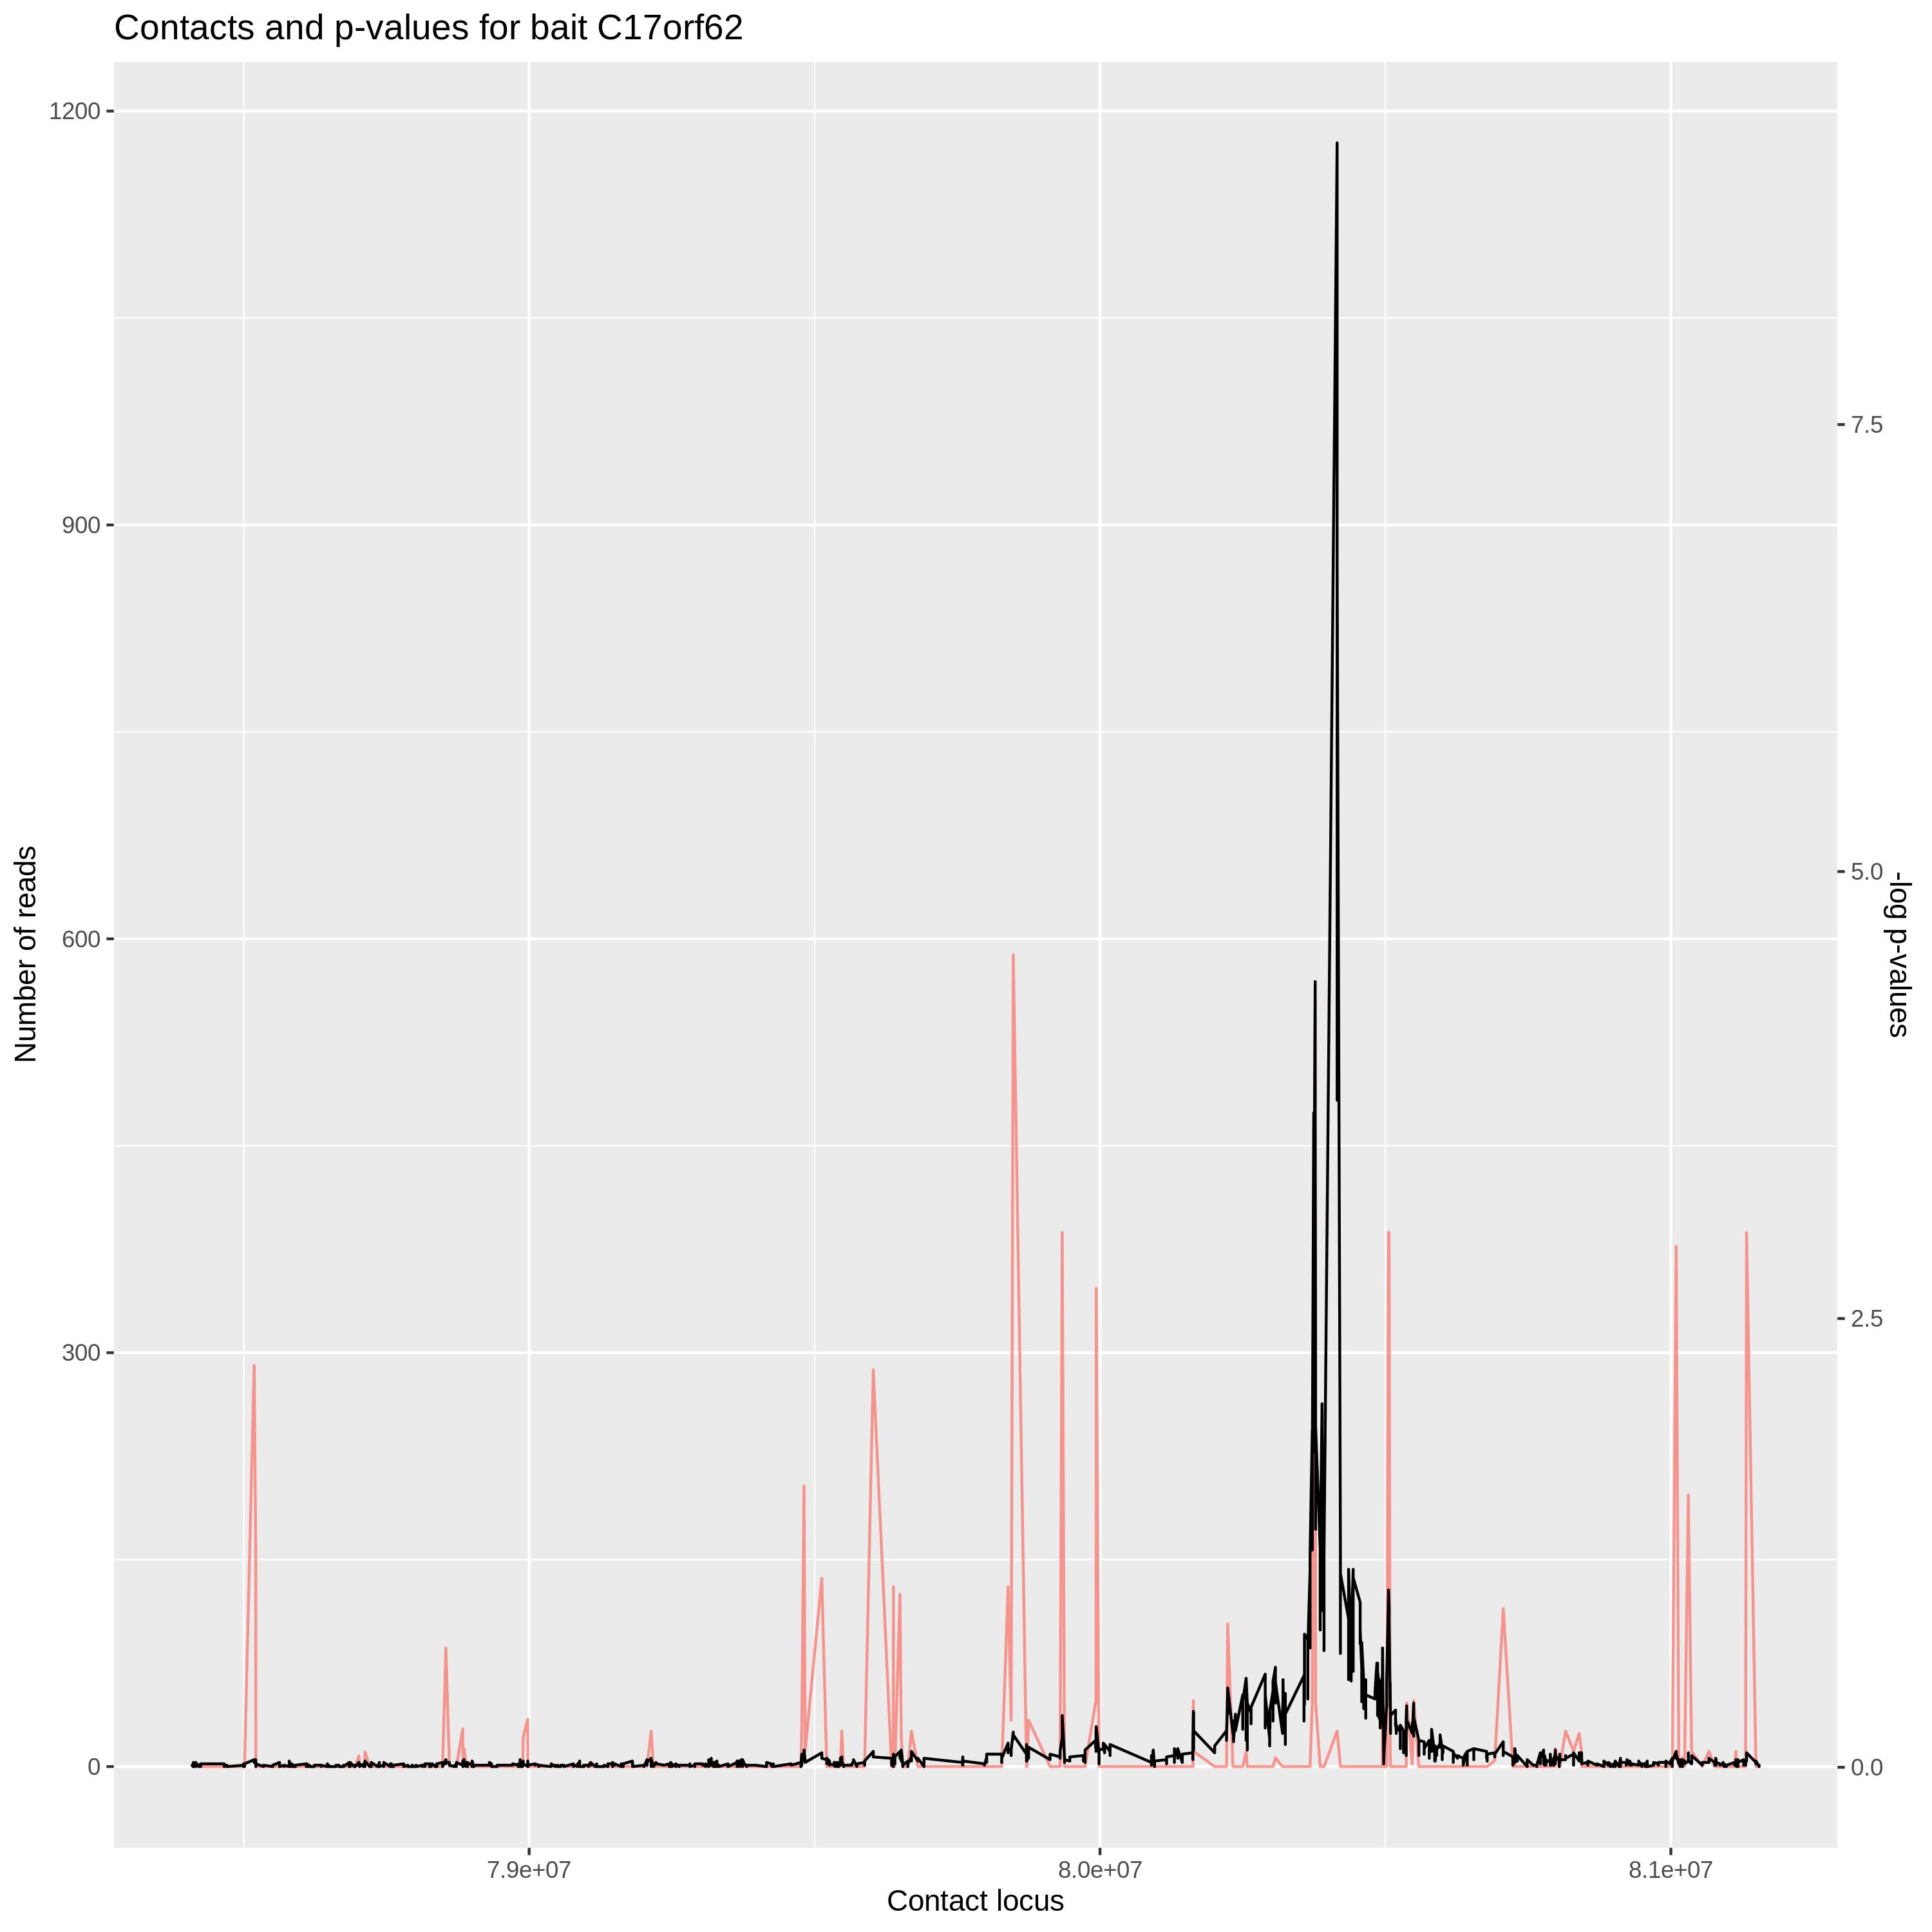 Contacts and p-values for bait C17orf62
1200
900
600
300
0
Number of reads
7.5
5.0
2.5
0.0
-log p-values
7.9e+07
8.0e+07
8.1e+07
Contact locus